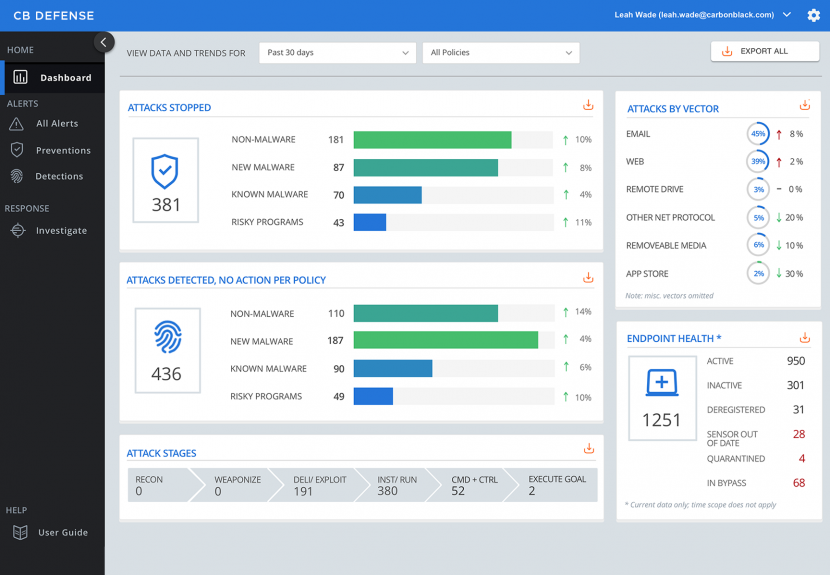 CB DEFENSE
Leah Wade (leah.wade@carbonblack.com)
HOME
Dashboard
ALERTS
All Alerts
Preventions
Detections
RESPONSE
Investigate
HELP
User Guide
VIEW DATA AND TRENDS FOR
Past 30 days
All Policies
EXPORT ALL
ATTACKS STOPPED
381
NON-MALWARE 181 10%
NEW MALWARE 87 8%
KNOWN MALWARE 70 4%
RISKY PROGRAMS 43 11%
ATTACKS DETECTED, NO ACTION PER POLICY
436
NON-MALWARE 110 14%
NEW MALWARE 187 4%
KNOWN MALWARE 90 6%
RISKY PROGRAMS 49 10%
ATTACK STAGES
RECON
0
WEAPONIZE
0
DELI/ EXPLOIT
191
INST/ RUN
380
CMD + CTRL
52
EXECUTE GOAL
2
ATTACKS BY VECTOR
EMAIL 45% 8%
WEB 39% 2%
REMOTE DRIVE 3% – 0%
OTHER NET PROTOCOL 5% 20%
REMOVEABLE MEDIA 6% 10%
APP STORE 2% 30%
Note: misc. vectors omitted
ENDPOINT HEALTH *
1251
ACTIVE 950
INACTIVE 301
DEREGISTERED 31
SENSOR OUT 28
OF DATE
QUARANTINED 4
IN BYPASS 68
* Current data only; time scope does not apply